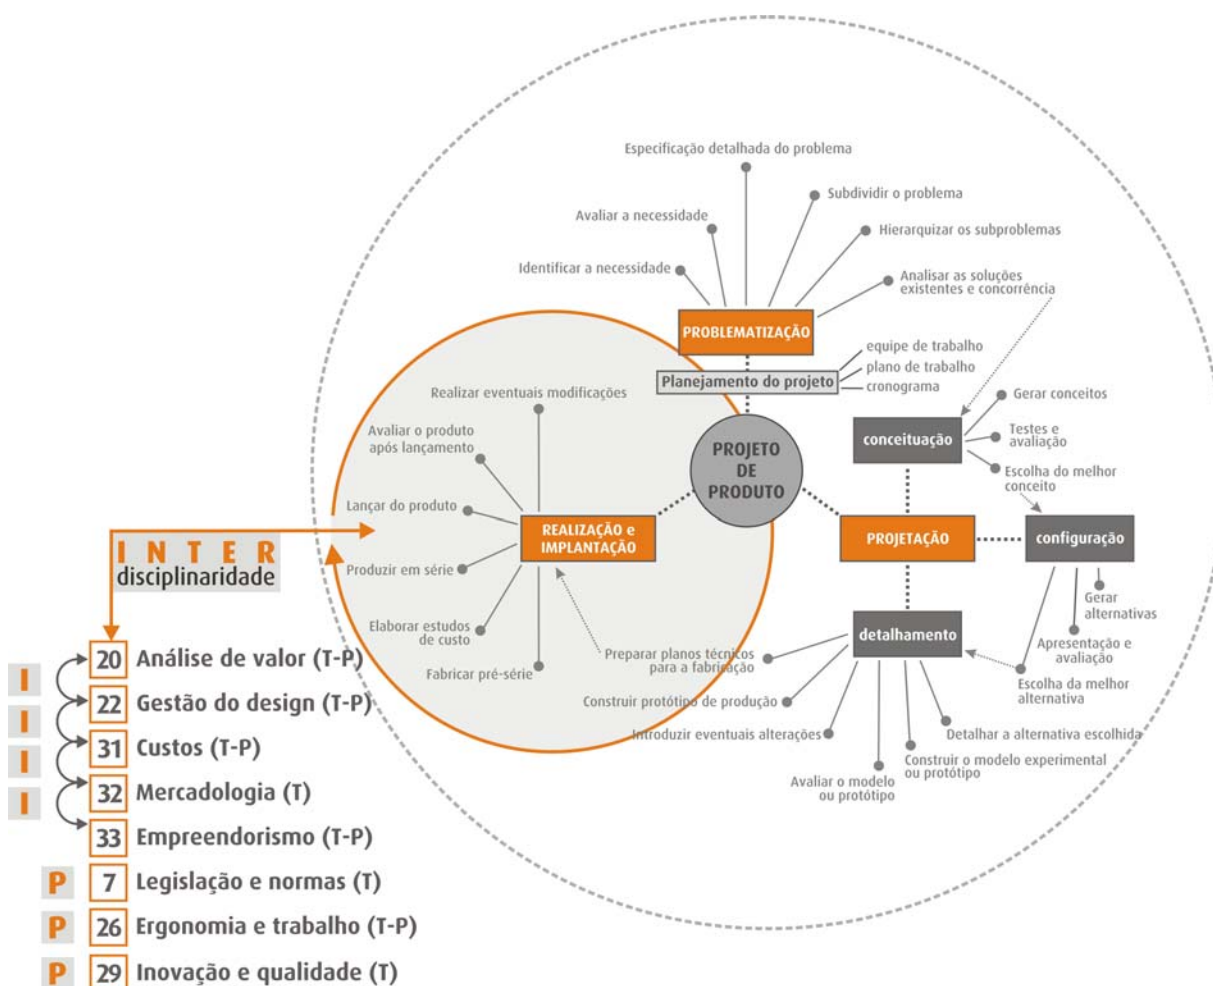 Especificação detalhada do problema
Subdividir o problema
Avaliar a necessidade
Hierarquizar os subproblemas
Identificar a necessidade
Analisar as soluções
existentes e concorrência
PROBLEMATIZAÇÃO
equipe de trabalho
plano de trabalho
cronograma
Planejamento do projeto
Realizar eventuais modificações
Gerar conceitos
Avaliar o produto
após lançamento
PROJETO
DE
PRODUTO
conceituação
Testes e
avaliação
Escolha do melhor
conceito
Lançar do produto
REALIZAÇÃO e
IMPLANTAÇÃO
PROJETAÇÃO
configuração
Produzir em série
Gerar
alternativas
Elaborar estudos
de custo
detalhamento
Apresentação e
avaliação
Fabricar pré-série
Preparar planos técnicos
para a fabricação
Escolha da melhor
alternativa
Construir protótipo de produção
Introduzir eventuais alterações
Detalhar a alternativa escolhida
Construir o modelo experimental
ou protótipo
Avaliar o modelo
ou protótipo
I N T E R
disciplinaridade
20 Análise de valor (T-P)
I
22 Gestão do design (T-P)
I
31 Custos (T-P)
I
32 Mercadologia (T)
I
33 Empreendorismo (T-P)
P 7 Legislação e normas (T)
P 26 Ergonomia e trabalho (T-P)
P 29 Inovação e qualidade (T)